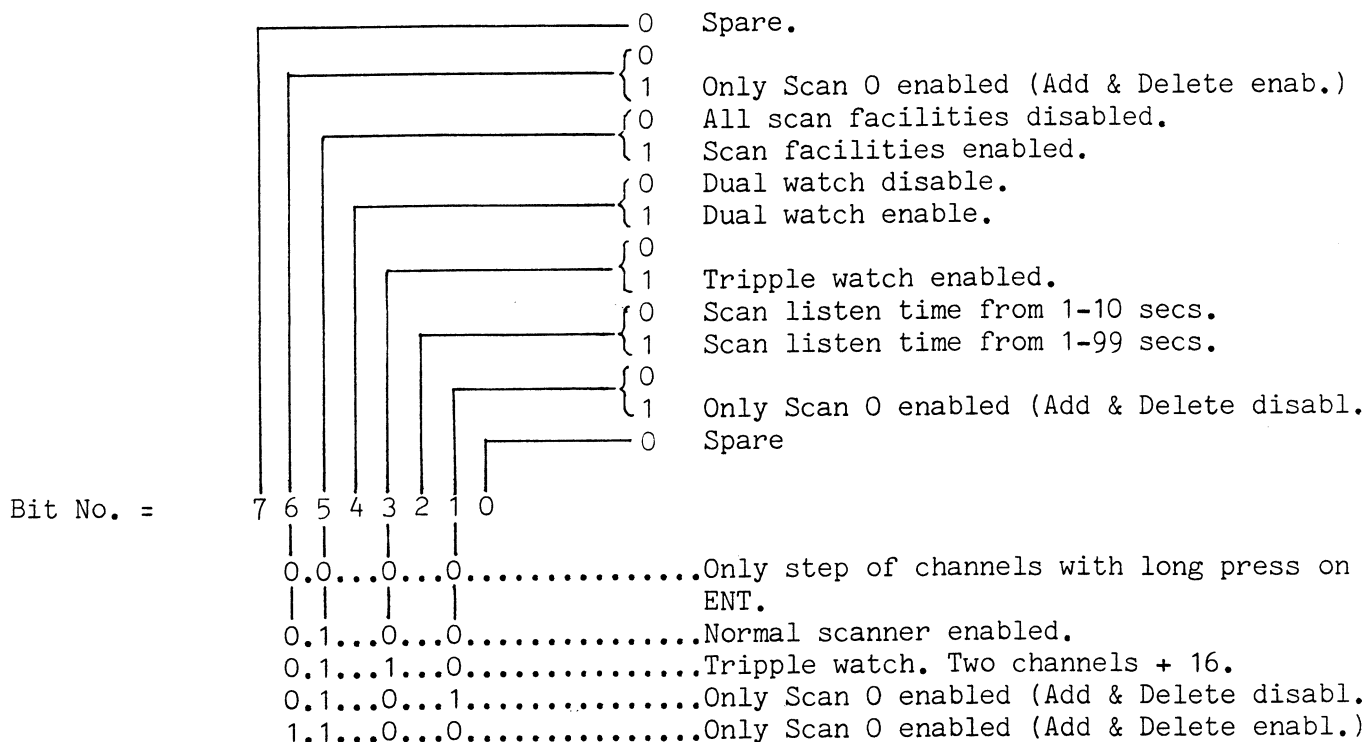 0 Spare.
0
1 Only Scan 0 enabled (Add & Delete enab.)
0 All scan facilities disabled.
1 Scan facilities enabled.
0 Dual watch disable.
1 Dual watch enable.
0
1 Tripple watch enabled.
0 Scan listen time from 1-10 secs.
1 Scan listen time from 1-99 secs.
0
1 Only Scan 0 enabled (Add & Delete disabl.
0 Spare
Bit No. = 7 6 5 4 3 2 1 0
0.0...0...0...............Only step of channels with long press on
ENT.
0.1...0...0...............Normal scanner enabled.
0.1...1...0...............Tripple watch. Two channels + 16.
0.1...0...1...............Only Scan 0 enabled (Add & Delete disabl.
1.1...0...0...............Only Scan 0 enabled (Add & Delete enabl.)